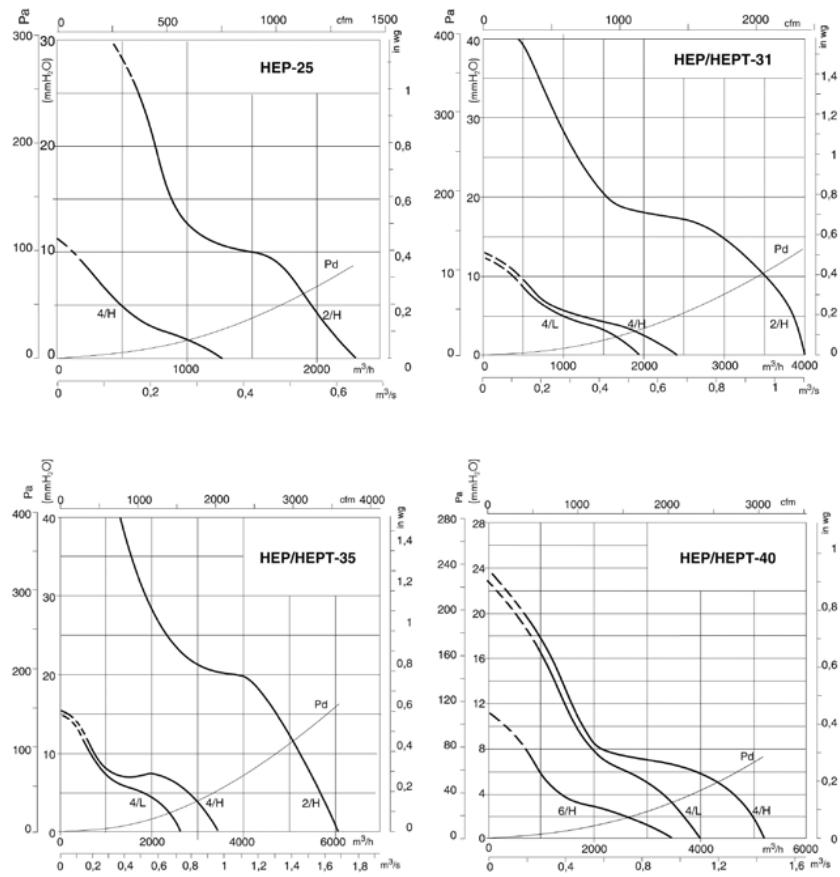 0 500 1000 cfm 1500
Pa
[mmH2O]
in wg
HEP-25
300 200 100 0
30 20 10 0
1 0,8 0,6 0,4 0,2 0
Pd
4/H
2/H
1000 2000 m³/h
0 0,2 0,4 0,6 m³/s
0 1000 cfm 2000
Pa
[mmH2O]
in wg
HEP/HEPT-31
400 300 200 10 0
40 30 20 10 0
1,4 1,2 1 0,8 0,6 0,4 0,2 0
Pd
4/L
4/H
2/H
0 1000 2000 3000 m³/h 4000
0 0,2 0,4 0,6 0,8 1 m³/s
0 1000 2000 3000 cfm 4000
Pa
[mmH2O]
in wg
HEP/HEPT-35
400 300 200 100 0
40 30 20 10 0
1,4 1,2 1 0,8 0,6 0,4 0,2 0
Pd
4/L
4/H
2/H
0 2000 4000 6000 m³/h
0 0,2 0,4 0,6 0,8 1 1,2 1,4 1,6 1,8 m³/s
0 1000 2000 3000 cfm
Pa
[mmH2O]
in wg
HEP/HEPT-40
280 240 200 160 120 80 40 0
28 24 22 16 12 8 4 0
1 0,8 0,6 0,4 0,2 0
Pd
6/H
4/L
4/H
0 2000 4000 m³/h 6000
0 0,4 0,8 1,2 1,6 m³/s